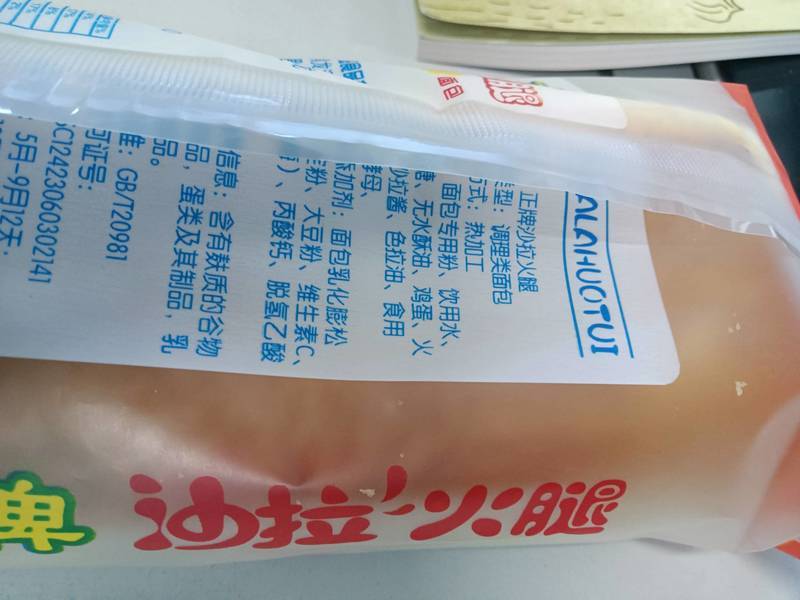 ALAHUOTUI
正牌沙拉火腿
类型：调理类面包
方式：热加工
面包专用粉、饮用水、
糖、无水酥油、鸡蛋、火
沙拉酱、色拉油、食用
酵母
添加剂：面包乳化膨松
粉、大豆粉、维生素C、
）、丙酸钙、脱氢乙酸
信息：含有麸质的谷物
品，蛋类及其制品，乳
品。
准：GB/T20981
可证号：
SC12423060302141
5月-9月12天
沙拉火腿
牌
面包